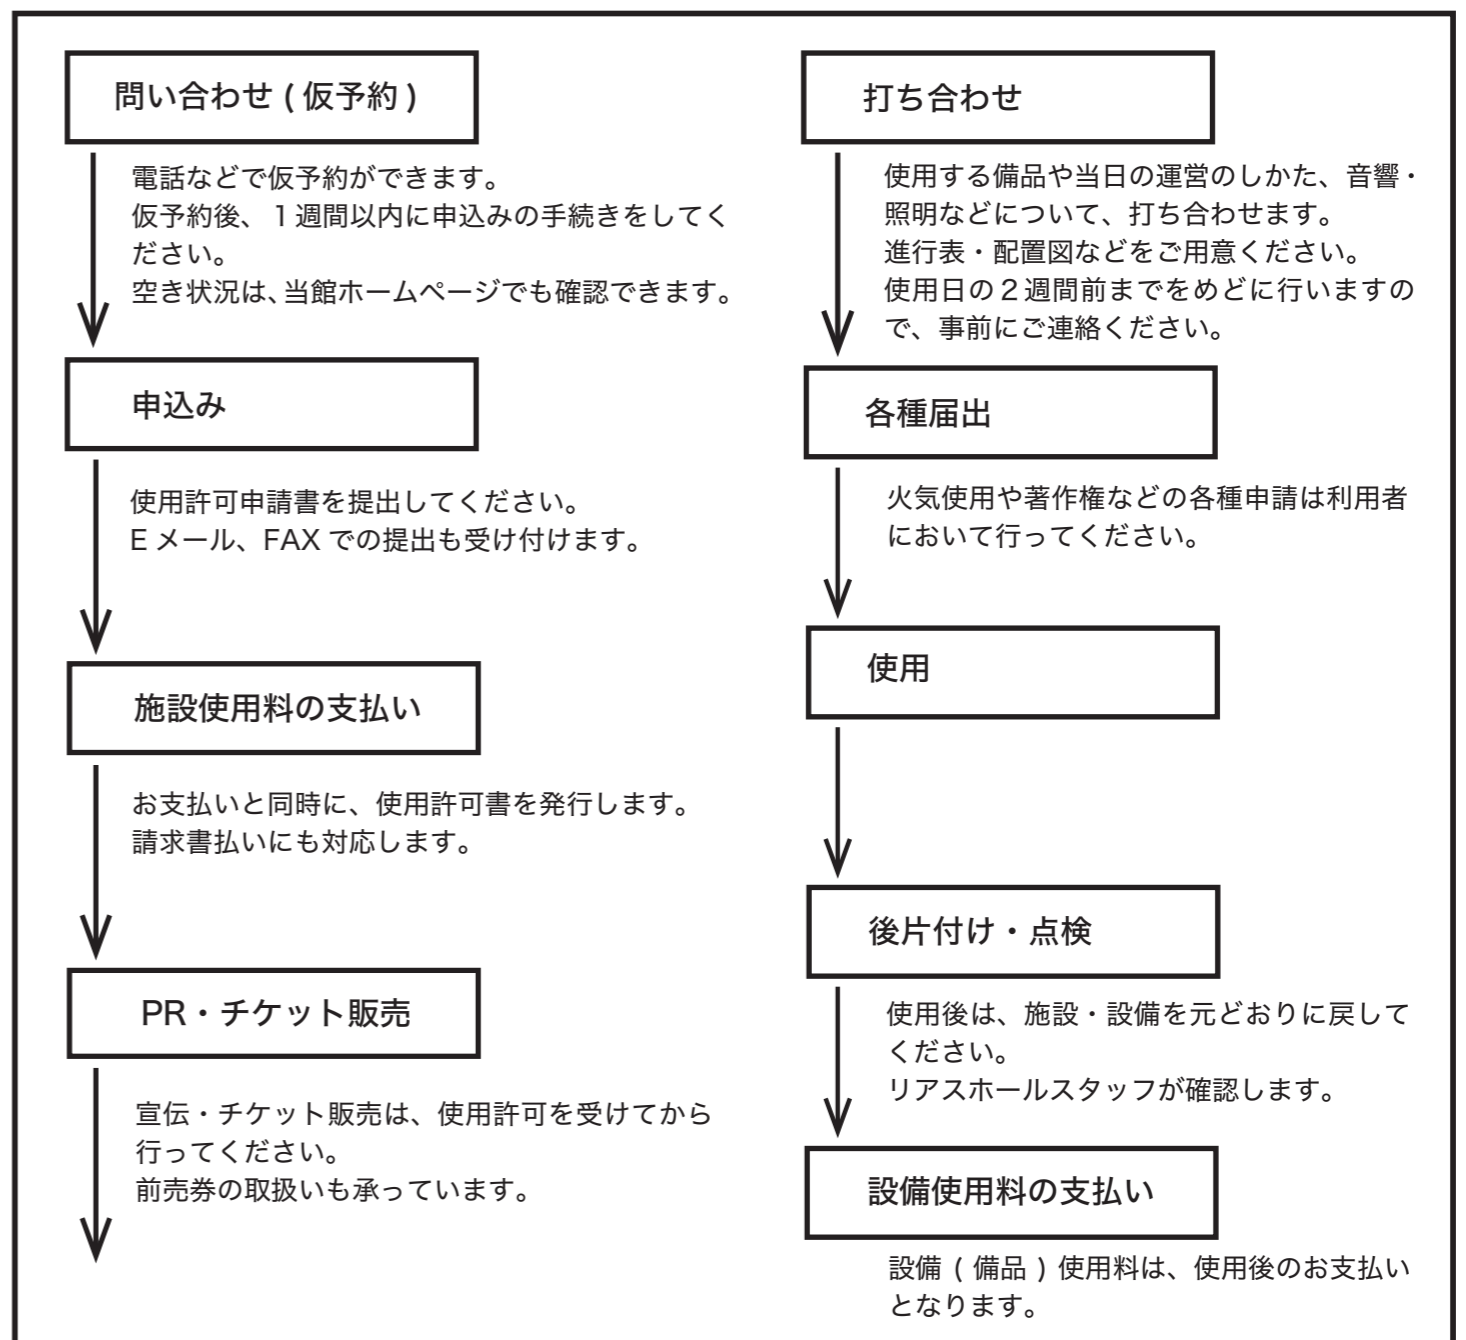 問い合わせ ( 仮予約 )
電話などで仮予約ができます。
仮予約後、１週間以内に申込みの手続きをしてく
ださい。
空き状況は、当館ホームページでも確認できます。
申込み
使用許可申請書を提出してください。
E メール、FAX での提出も受け付けます。
施設使用料の支払い
お支払いと同時に、使用許可書を発行します。
請求書払いにも対応します。
PR・チケット販売
宣伝・チケット販売は、使用許可を受けてから
行ってください。
前売券の取扱いも承っています。
打ち合わせ
使用する備品や当日の運営のしかた、音響・
照明などについて、打ち合わせます。
進行表・配置図などをご用意ください。
使用日の２週間前までをめどに行いますの
で、事前にご連絡ください。
各種届出
火気使用や著作権などの各種申請は利用者
において行ってください。
使用
後片付け・点検
使用後は、施設・設備を元どおりに戻して
ください。
リアスホールスタッフが確認します。
設備使用料の支払い
設備 ( 備品 ) 使用料は、使用後のお支払い
となります。